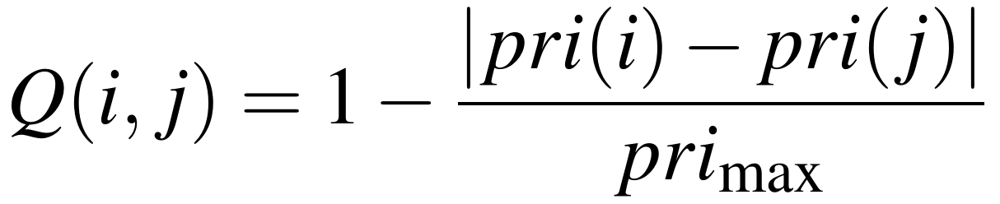 Q(i, j) = 1 − |pri(i) − pri(j)| / pri_max